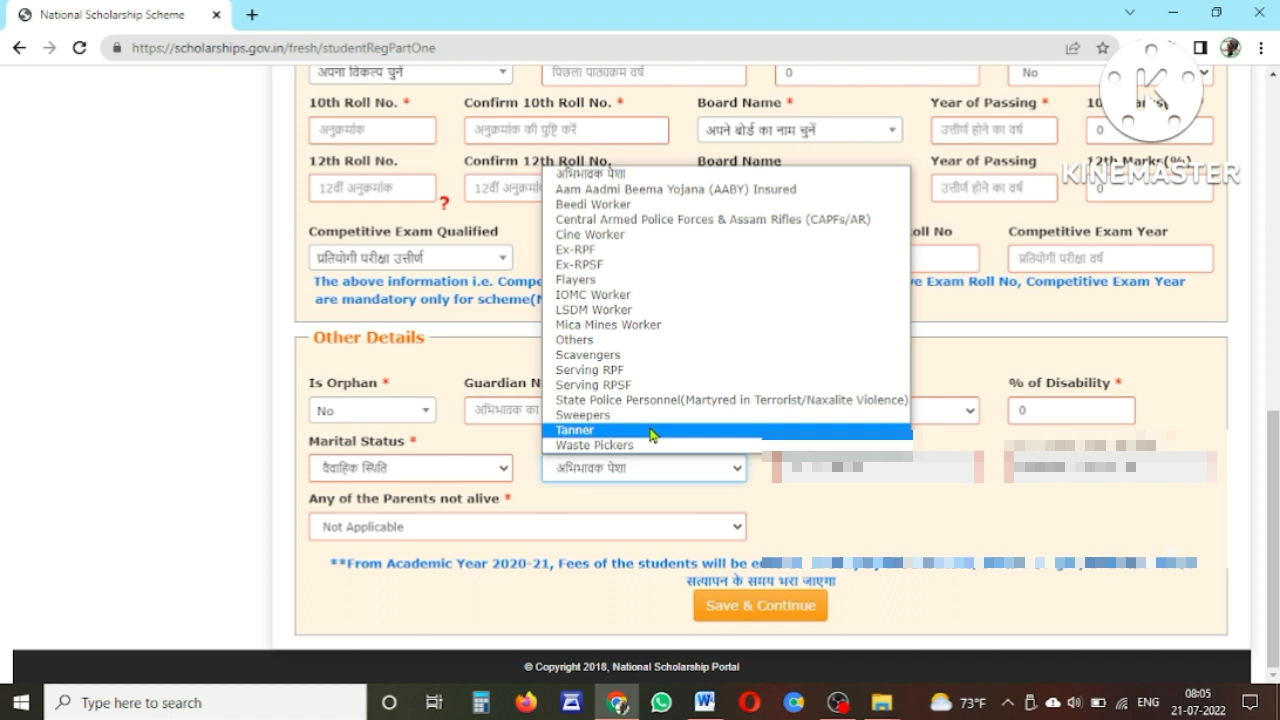 National Scholarship Scheme
https://scholarships.gov.in/fresh/studentRegPartOne
अपना विकल्प चुनें पिछला पाठ्यक्रम वर्ष 0 No
10th Roll No. * Confirm 10th Roll No. * Board Name * Year of Passing *
अनुक्रमांक अनुक्रमांक की पुष्टि करें अपने बोर्ड का नाम चुनें उत्तीर्ण होने का वर्ष 0
12th Roll No. Confirm 12th Roll No. Board Name Year of Passing 12th Marks(%)
12वीं अनुक्रमांक 12वीं उत्तीर्ण होने का वर्ष 0
?
K
KINEMASTER
Competitive Exam Qualified oll No Competitive Exam Year
प्रतियोगी परीक्षा उत्तीर्ण प्रतियोगी परीक्षा वर्ष
The above information i.e. Compe e Exam Roll No, Competitive Exam Year
are mandatory only for scheme(
अभिभावक पेशा
Aam Aadmi Beema Yojana (AABY) Insured
Beedi Worker
Central Armed Police Forces & Assam Rifles (CAPFs/AR)
Cine Worker
Ex-RPF
Ex-RPSF
Flayers
IOMC Worker
LSDM Worker
Mica Mines Worker
Others
Scavengers
Serving RPF
Serving RPSF
State Police Personnel(Martyred in Terrorist/Naxalite Violence)
Sweepers
Tanner
Waste Pickers
Other Details
Is Orphan * Guardian N % of Disability *
No अभिभावक का 0
Marital Status *
वैवाहिक स्थिति अभिभावक पेशा
Any of the Parents not alive *
Not Applicable
**From Academic Year 2020-21, Fees of the students will be e
सत्यापन के समय भरा जाएगा
Save & Continue
© Copyright 2018, National Scholarship Portal
Type here to search 73°F ENG 08:05
21-07-2022